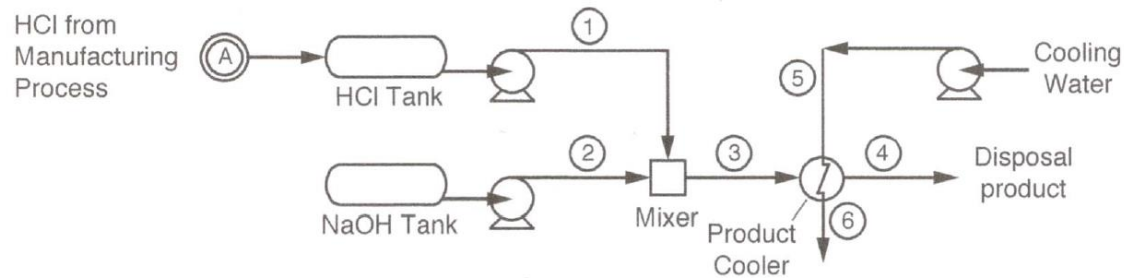 HCl from
Manufacturing
Process
A
HCl Tank
1
5
Cooling
Water
NaOH Tank
2
Mixer
3
4
Disposal
product
Product
Cooler
6